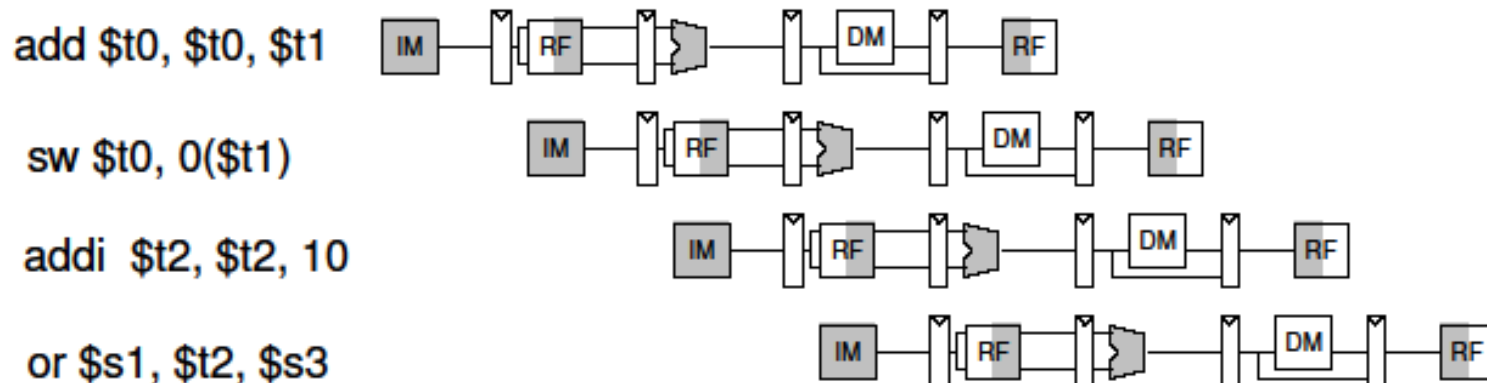 add $t0, $t0, $t1 IM RF DM RF
sw $t0, 0($t1) IM RF DM RF
addi $t2, $t2, 10 IM RF DM RF
or $s1, $t2, $s3 IM RF DM RF